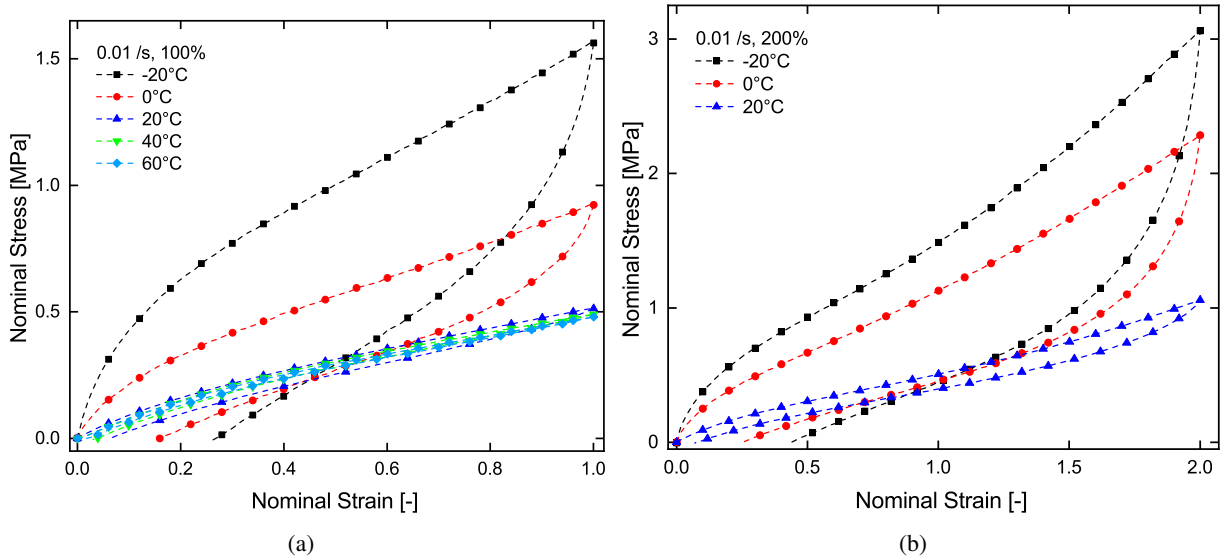 0.01 /s, 100%
-20°C
0°C
20°C
40°C
60°C
1.5
1.0
0.5
0.0
Nominal Stress [MPa]
0.0 0.2 0.4 0.6 0.8 1.0
Nominal Strain [-]
(a)
0.01 /s, 200%
-20°C
0°C
20°C
3
2
1
0
Nominal Stress [MPa]
0.0 0.5 1.0 1.5 2.0
Nominal Strain [-]
(b)